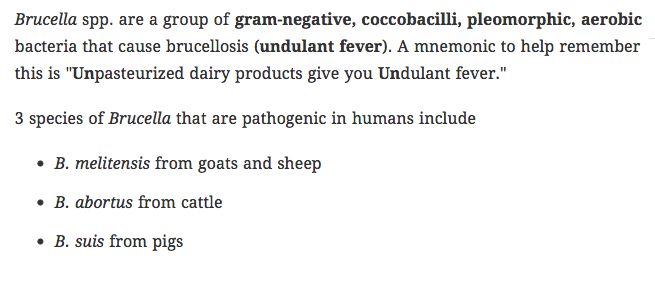 Brucella spp. are a group of gram-negative, coccobacilli, pleomorphic, aerobic
bacteria that cause brucellosis (undulant fever). A mnemonic to help remember
this is "Unpasteurized dairy products give you Undulant fever."
3 species of Brucella that are pathogenic in humans include
• B. melitensis from goats and sheep
• B. abortus from cattle
• B. suis from pigs